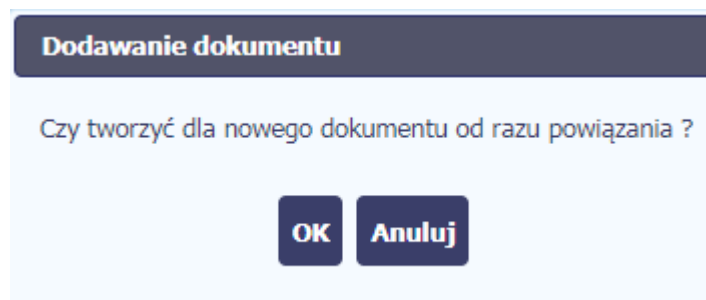 Dodawanie dokumentu
Czy tworzyć dla nowego dokumentu od razu powiązania ?
OK Anuluj